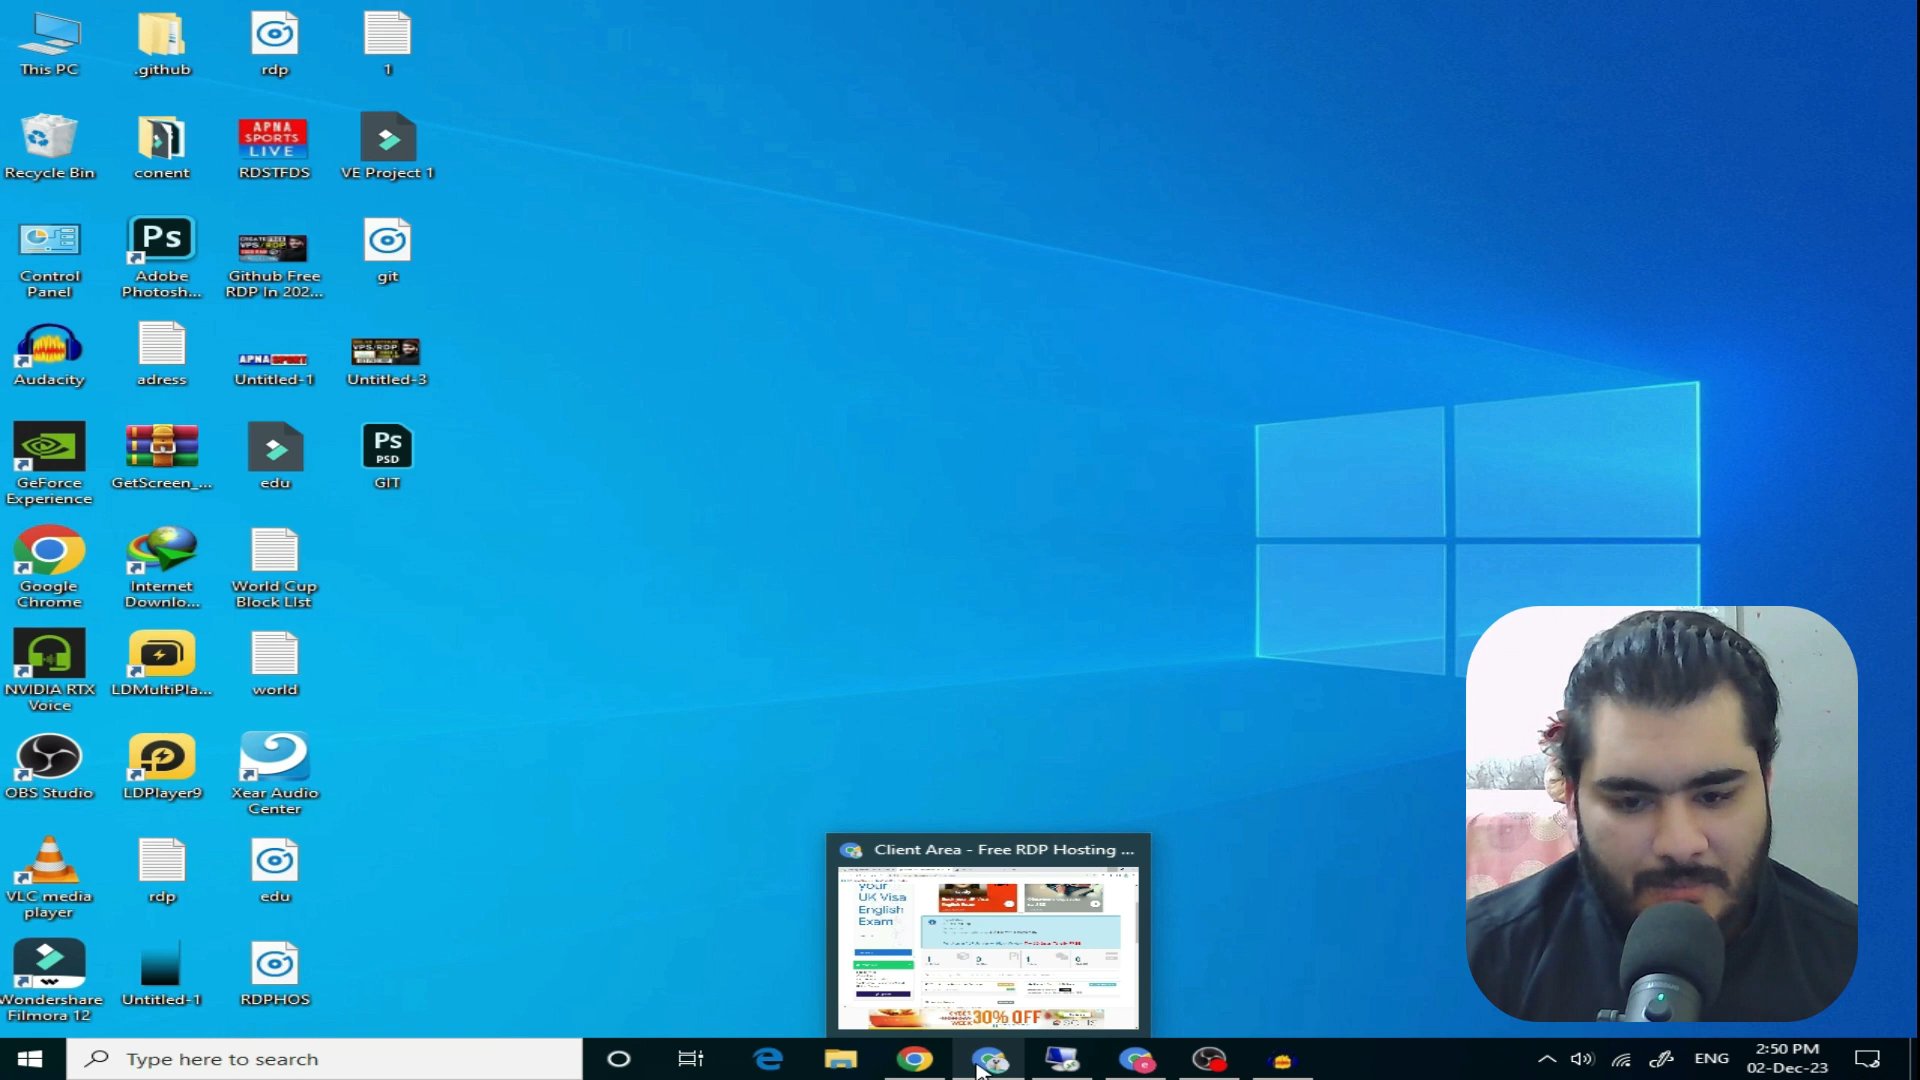 This PC
.github
rdp
1
Recycle Bin
conent
APNA
SPORTS
LIVE
RDSTFDS
VE Project 1
Control
Panel
Ps
Adobe
Photosh...
Github Free
RDP In 202...
git
Audacity
adress
APNA SPORT
Untitled-1
VPS/RDP
Untitled-3
GeForce
Experience
GetScreen_...
edu
Ps
PSD
GIT
Google
Chrome
Internet
Downlo...
World Cup
Block LIst
NVIDIA RTX
Voice
LDMultiPla...
world
OBS Studio
LDPlayer9
Xear Audio
Center
VLC media
player
rdp
edu
Wondershare
Filmora 12
Untitled-1
RDPHOS
Client Area - Free RDP Hosting ...
your
UK Visa
English
Exam
30% OFF
Type here to search
ENG
2:50 PM
02-Dec-23